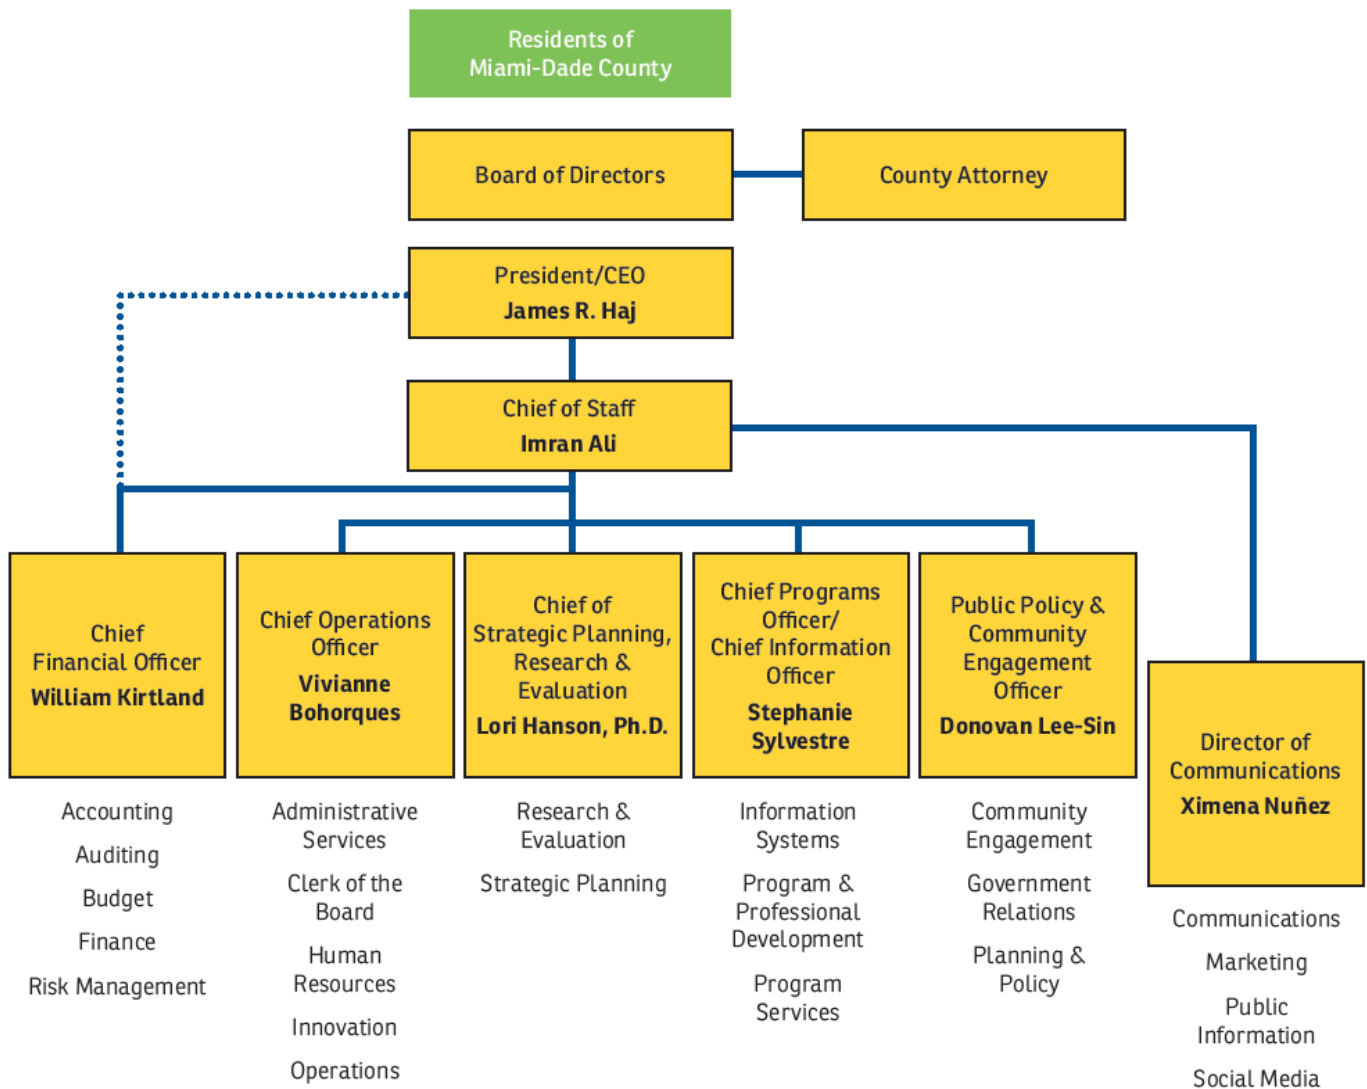 Residents of
Miami-Dade County
Board of Directors
County Attorney
President/CEO
James R. Haj
Chief of Staff
Imran Ali
Chief
Financial Officer
William Kirtland
Accounting
Auditing
Budget
Finance
Risk Management
Chief Operations
Officer
Vivianne
Bohorques
Administrative
Services
Clerk of the
Board
Human
Resources
Innovation
Operations
Chief of
Strategic Planning,
Research &
Evaluation
Lori Hanson, Ph.D.
Research &
Evaluation
Strategic Planning
Chief Programs
Officer/
Chief Information
Officer
Stephanie
Sylvestre
Information
Systems
Program &
Professional
Development
Program
Services
Public Policy &
Community
Engagement
Officer
Donovan Lee-Sin
Community
Engagement
Government
Relations
Planning &
Policy
Director of
Communications
Ximena Nuñez
Communications
Marketing
Public
Information
Social Media